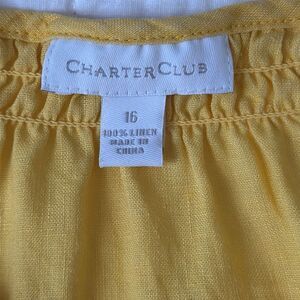 CHARTER CLUB
16
100% LINEN
MADE IN
CHINA